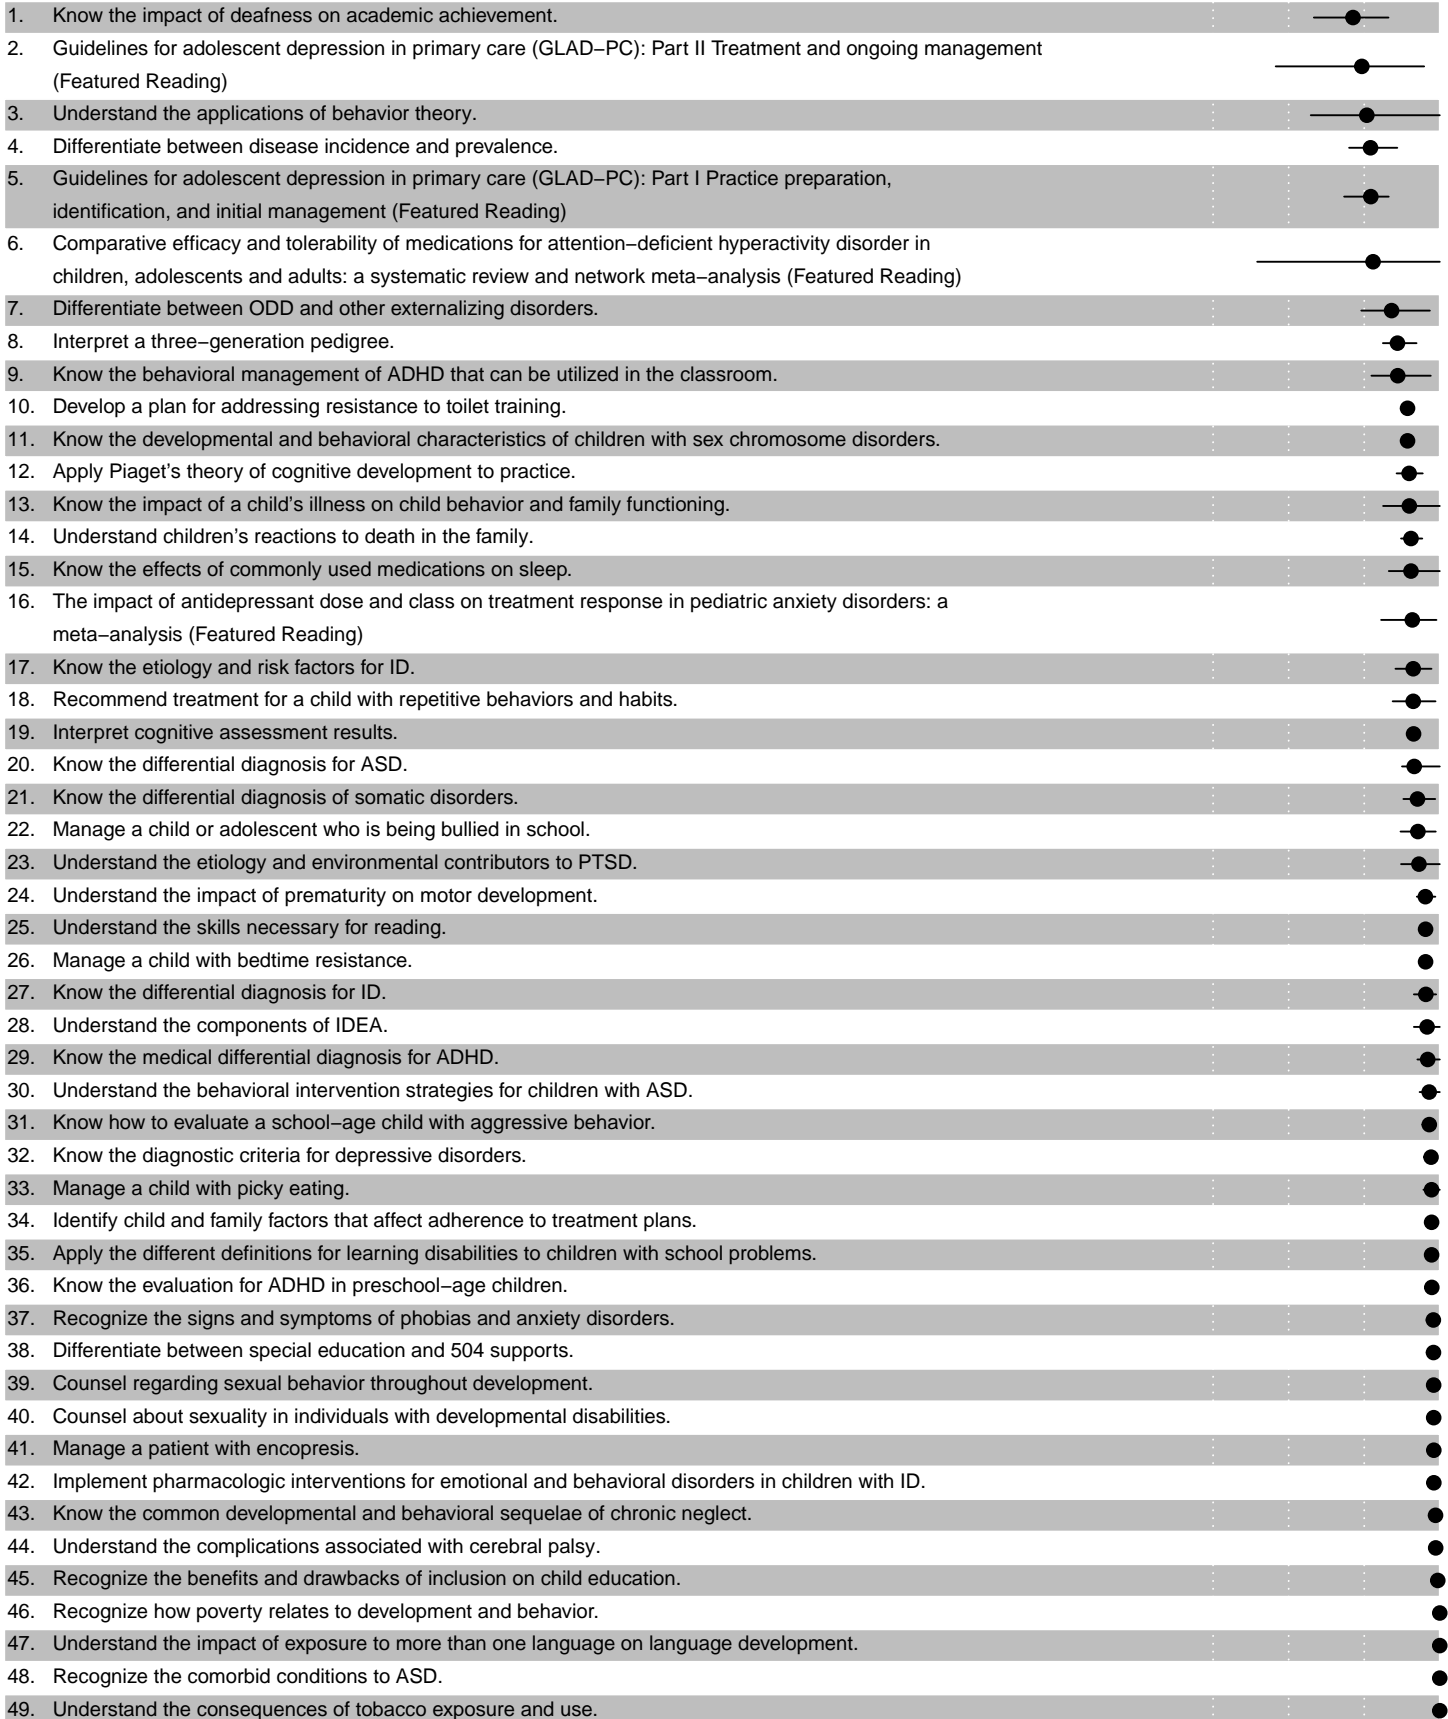 1. Know the impact of deafness on academic achievement.
2. Guidelines for adolescent depression in primary care (GLAD−PC): Part II Treatment and ongoing management
(Featured Reading)
3. Understand the applications of behavior theory.
4. Differentiate between disease incidence and prevalence.
5. Guidelines for adolescent depression in primary care (GLAD−PC): Part I Practice preparation,
identification, and initial management (Featured Reading)
6. Comparative efficacy and tolerability of medications for attention−deficient hyperactivity disorder in
children, adolescents and adults: a systematic review and network meta−analysis (Featured Reading)
7. Differentiate between ODD and other externalizing disorders.
8. Interpret a three−generation pedigree.
9. Know the behavioral management of ADHD that can be utilized in the classroom.
10. Develop a plan for addressing resistance to toilet training.
11. Know the developmental and behavioral characteristics of children with sex chromosome disorders.
12. Apply Piaget's theory of cognitive development to practice.
13. Know the impact of a child's illness on child behavior and family functioning.
14. Understand children's reactions to death in the family.
15. Know the effects of commonly used medications on sleep.
16. The impact of antidepressant dose and class on treatment response in pediatric anxiety disorders: a
meta−analysis (Featured Reading)
17. Know the etiology and risk factors for ID.
18. Recommend treatment for a child with repetitive behaviors and habits.
19. Interpret cognitive assessment results.
20. Know the differential diagnosis for ASD.
21. Know the differential diagnosis of somatic disorders.
22. Manage a child or adolescent who is being bullied in school.
23. Understand the etiology and environmental contributors to PTSD.
24. Understand the impact of prematurity on motor development.
25. Understand the skills necessary for reading.
26. Manage a child with bedtime resistance.
27. Know the differential diagnosis for ID.
28. Understand the components of IDEA.
29. Know the medical differential diagnosis for ADHD.
30. Understand the behavioral intervention strategies for children with ASD.
31. Know how to evaluate a school−age child with aggressive behavior.
32. Know the diagnostic criteria for depressive disorders.
33. Manage a child with picky eating.
34. Identify child and family factors that affect adherence to treatment plans.
35. Apply the different definitions for learning disabilities to children with school problems.
36. Know the evaluation for ADHD in preschool−age children.
37. Recognize the signs and symptoms of phobias and anxiety disorders.
38. Differentiate between special education and 504 supports.
39. Counsel regarding sexual behavior throughout development.
40. Counsel about sexuality in individuals with developmental disabilities.
41. Manage a patient with encopresis.
42. Implement pharmacologic interventions for emotional and behavioral disorders in children with ID.
43. Know the common developmental and behavioral sequelae of chronic neglect.
44. Understand the complications associated with cerebral palsy.
45. Recognize the benefits and drawbacks of inclusion on child education.
46. Recognize how poverty relates to development and behavior.
47. Understand the impact of exposure to more than one language on language development.
48. Recognize the comorbid conditions to ASD.
49. Understand the consequences of tobacco exposure and use.